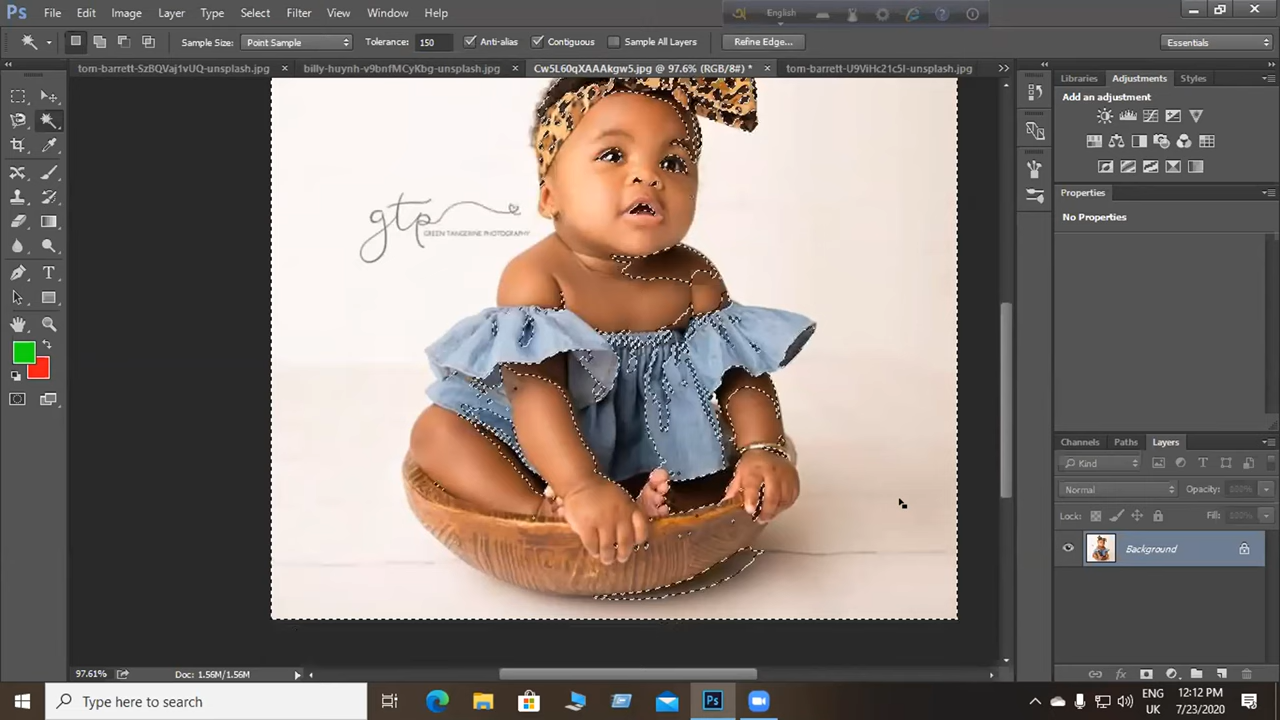 Ps File Edit Image Layer Type Select Filter View Window Help
English
Sample Size: Point Sample Tolerance: 150 Anti-alias Contiguous Sample All Layers Refine Edge... Essentials
tom-barrett-SzBQVaj1vUQ-unsplash.jpg × billy-huynh-v9bnfMCyKbg-unsplash.jpg × Cw5L60qXAAAkgw5.jpg @ 97.6% (RGB/8#) * × tom-barrett-U9ViHc21c5I-unsplash.jpg
Libraries Adjustments Styles
Add an adjustment
Properties
No Properties
gtp
GREEN TANGERINE PHOTOGRAPHY
Channels Paths Layers
Kind
Normal Opacity: 100%
Lock: Fill: 100%
Background
97.61% Doc: 1.56M/1.56M
Type here to search
Ps
ENG
UK
12:12 PM
7/23/2020